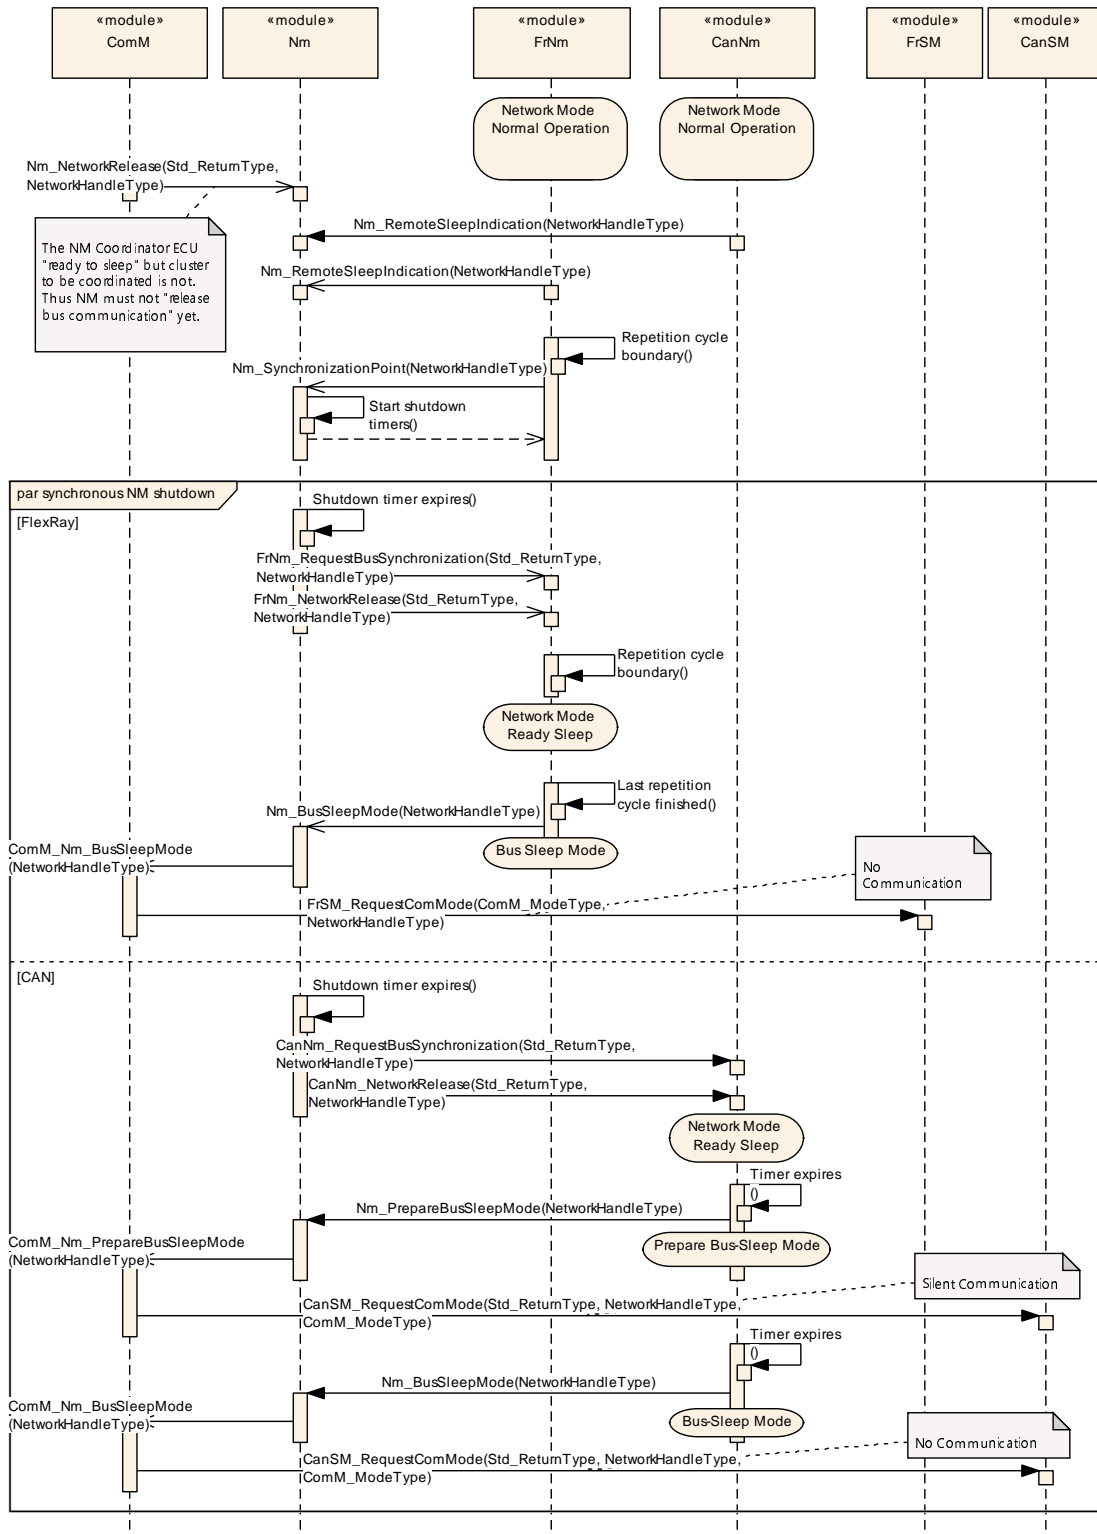 «module»
ComM
«module»
Nm
«module»
FrNm
«module»
CanNm
«module»
FrSM
«module»
CanSM
Network Mode
Normal Operation
Network Mode
Normal Operation
Nm_NetworkRelease(Std_ReturnType,
NetworkHandleType)
The NM Coordinator ECU
"ready to sleep" but cluster
to be coordinated is not.
Thus NM must not "release
bus communication" yet.
Nm_RemoteSleepIndication(NetworkHandleType)
Nm_RemoteSleepIndication(NetworkHandleType)
Repetition cycle
boundary()
Nm_SynchronizationPoint(NetworkHandleType)
Start shutdown
timers()
par synchronous NM shutdown
[FlexRay]
Shutdown timer expires()
FrNm_RequestBusSynchronization(Std_ReturnType,
NetworkHandleType)
FrNm_NetworkRelease(Std_ReturnType,
NetworkHandleType)
Repetition cycle
boundary()
Network Mode
Ready Sleep
Last repetition
cycle finished()
Nm_BusSleepMode(NetworkHandleType)
Bus Sleep Mode
ComM_Nm_BusSleepMode
(NetworkHandleType)
No
Communication
FrSM_RequestComMode(ComM_ModeType,
NetworkHandleType)
[CAN]
Shutdown timer expires()
CanNm_RequestBusSynchronization(Std_ReturnType,
NetworkHandleType)
CanNm_NetworkRelease(Std_ReturnType,
NetworkHandleType)
Network Mode
Ready Sleep
Timer expires
()
Nm_PrepareBusSleepMode(NetworkHandleType)
Prepare Bus-Sleep Mode
ComM_Nm_PrepareBusSleepMode
(NetworkHandleType)
Silent Communication
CanSM_RequestComMode(Std_ReturnType, NetworkHandleType,
ComM_ModeType)
Timer expires
()
Nm_BusSleepMode(NetworkHandleType)
Bus-Sleep Mode
ComM_Nm_BusSleepMode
(NetworkHandleType)
No Communication
CanSM_RequestComMode(Std_ReturnType, NetworkHandleType,
ComM_ModeType)